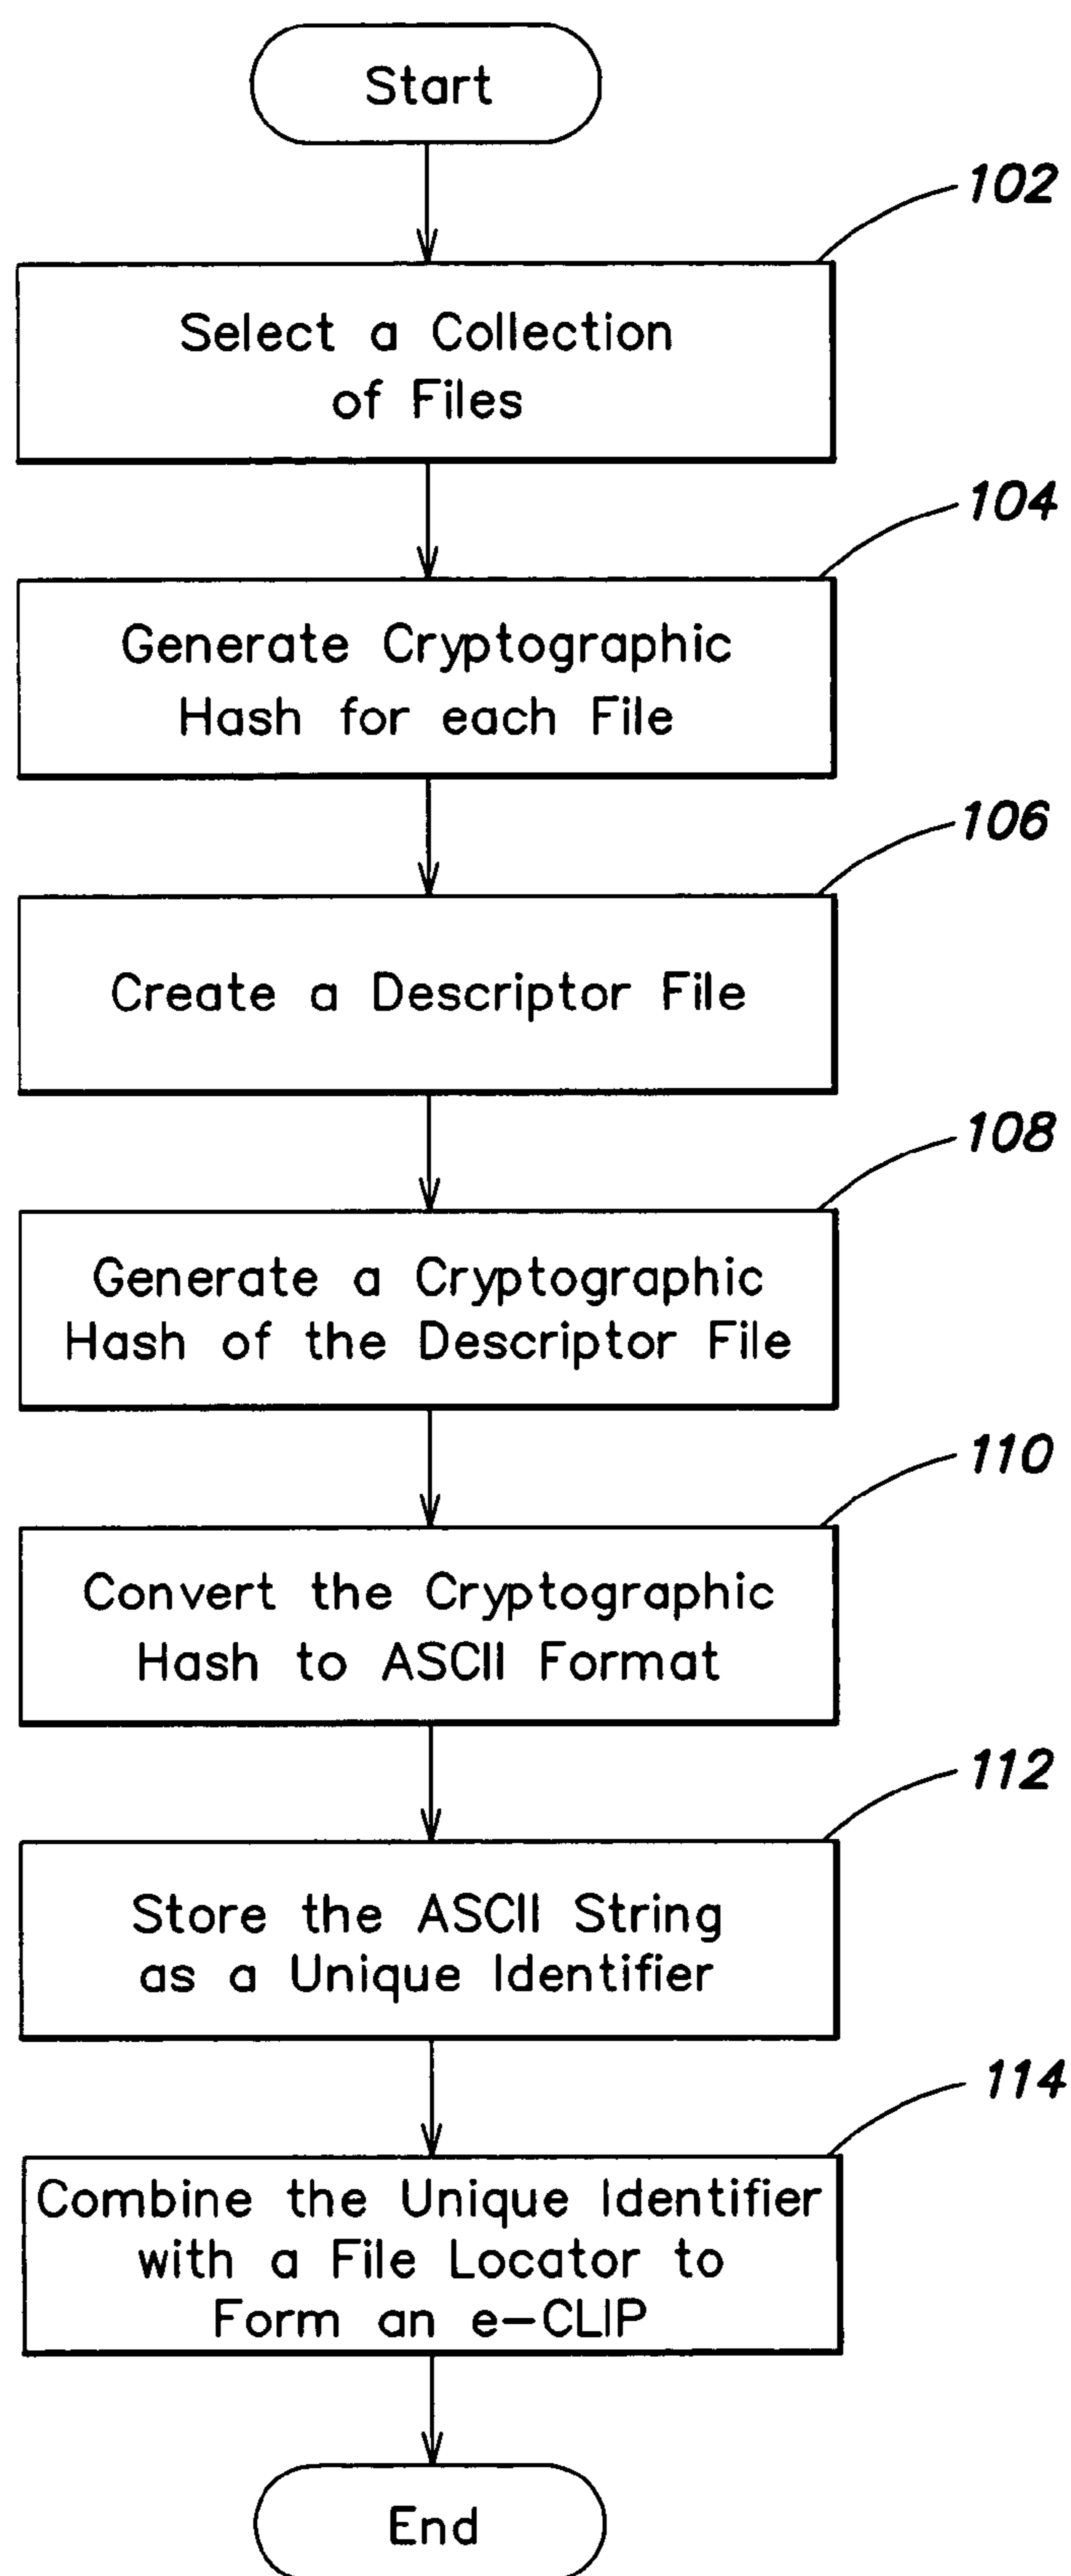 Start
102
Select a Collection
of Files
104
Generate Cryptographic
Hash for each File
106
Create a Descriptor File
108
Generate a Cryptographic
Hash of the Descriptor File
110
Convert the Cryptographic
Hash to ASCII Format
112
Store the ASCII String
as a Unique Identifier
114
Combine the Unique Identifier
with a File Locator to
Form an e-CLIP
End